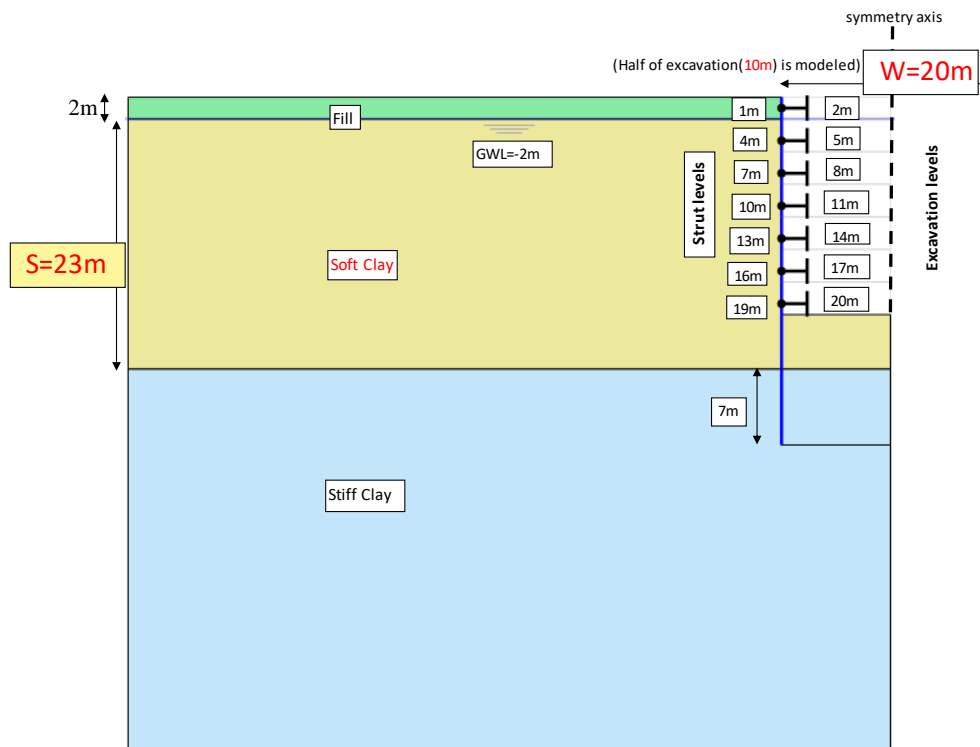 symmetry axis
(Half of excavation(10m) is modeled)
W=20m
2m
Fill
GWL=-2m
S=23m
Soft Clay
Strut levels
1m
4m
7m
10m
13m
16m
19m
2m
5m
8m
11m
14m
17m
20m
Excavation levels
7m
Stiff Clay